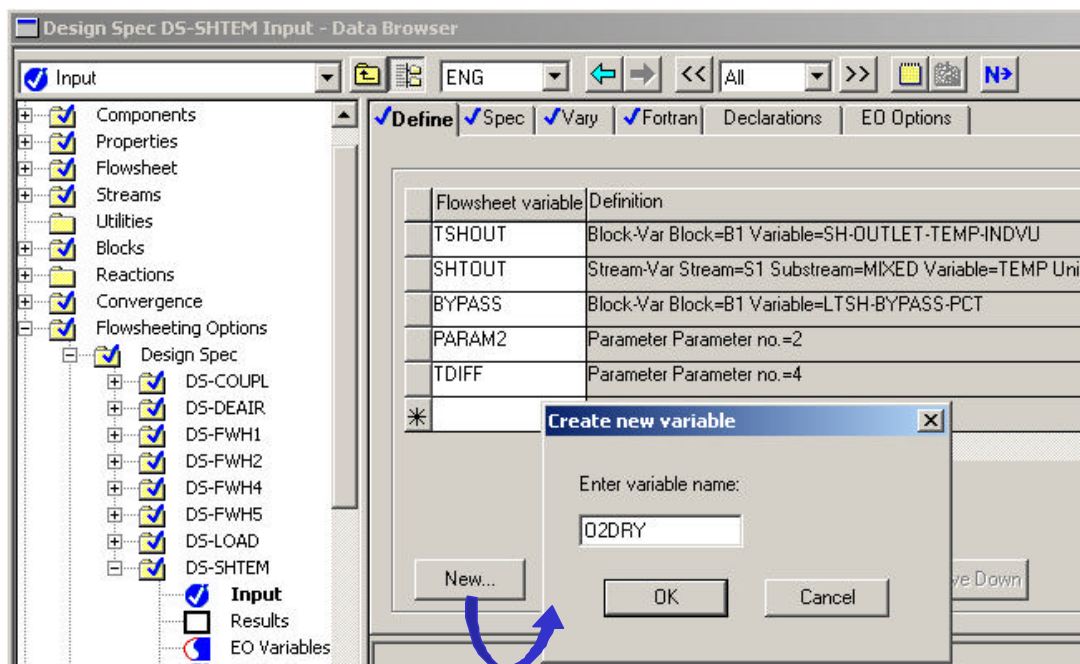 Design Spec DS-SHTEM Input - Data Browser
Input ENG << All >> N
Components
Properties
Flowsheet
Streams
Utilities
Blocks
Reactions
Convergence
Flowsheeting Options
Design Spec
DS-COUPL
DS-DEAIR
DS-FWH1
DS-FWH2
DS-FWH4
DS-FWH5
DS-LOAD
DS-SHTEM
Input
Results
EO Variables
Define Spec Vary Fortran Declarations EO Options
Flowsheet variable Definition
TSHOUT Block-Var Block=B1 Variable=SH-OUTLET-TEMP-INDVU
SHTOUT Stream-Var Stream=S1 Substream=MIXED Variable=TEMP Uni
BYPASS Block-Var Block=B1 Variable=LTSH-BYPASS-PCT
PARAM2 Parameter Parameter no.=2
TDIFF Parameter Parameter no.=4
Create new variable
Enter variable name:
O2DRY
OK Cancel
New... ve Down